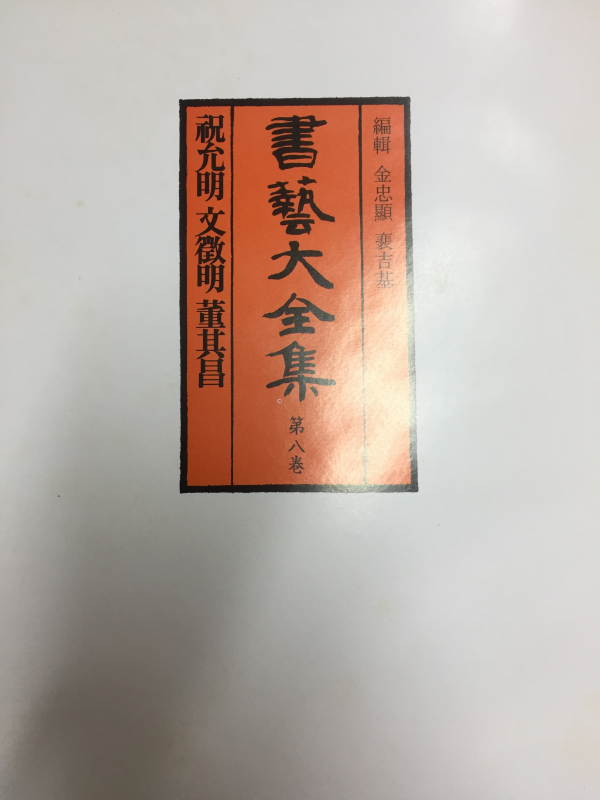 編輯 金忠顯 裵吉基
書藝大全集 第八卷
祝允明 文徵明 董其昌